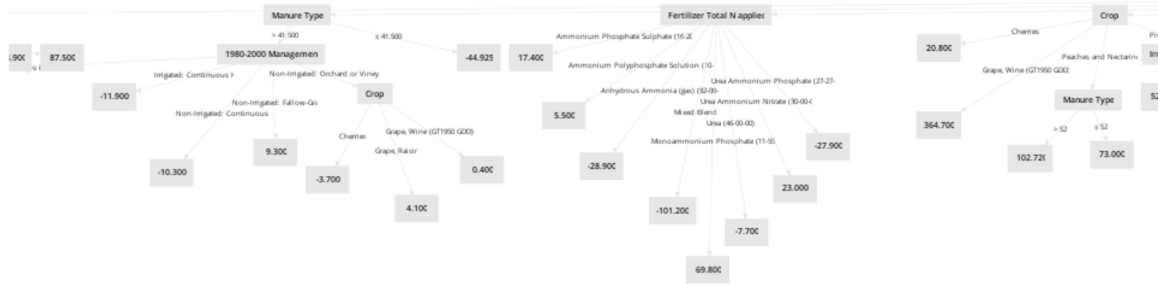 Manure Type
Fertilizer Total N applied
Crop
> 41.500
≤ 41.500
Ammonium Phosphate Sulphate (16-20
Cherries
20.800
87.500
1980-2000 Managemen
-44.925
17.400
Ammonium Polyphosphate Solution (10-
Peaches and Nectarine
Grape, Wine (GT1950 GDD)
Irrigated: Continuous
Non-Irrigated: Orchard or Viney
Urea Ammonium Phosphate (27-27-
-11.900
Crop
Anhydrous Ammonia (gas) (82-00-
Manure Type
Non-Irrigated: Fallow-Gr
Urea Ammonium Nitrate (30-00-0
Non-Irrigated: Continuous
Mixed Blend
5.500
Urea (46-00-00)
364.700
> 52
≤ 52
Cherries
Grape, Wine (GT1950 GDD)
Monoammonium Phosphate (11-55
-27.900
9.300
Grape, Raisin
102.720
73.000
-10.300
-3.700
0.400
-28.900
23.000
4.100
-101.200
-7.700
69.800